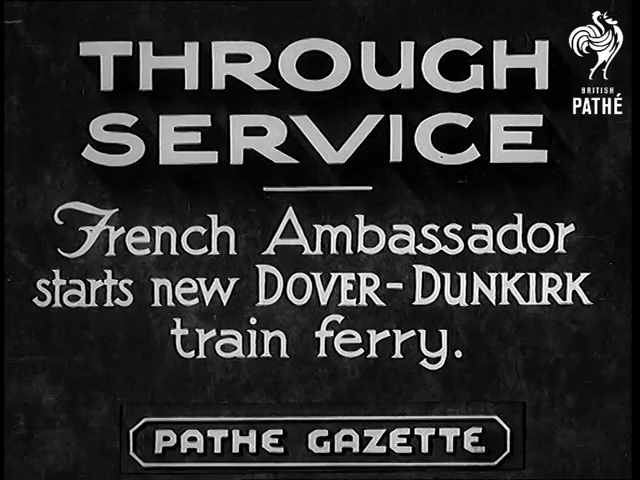 THROUGH
SERVICE
French Ambassador
starts new DOVER-DUNKIRK
train ferry.
PATHE GAZETTE
BRITISH
PATHÉ